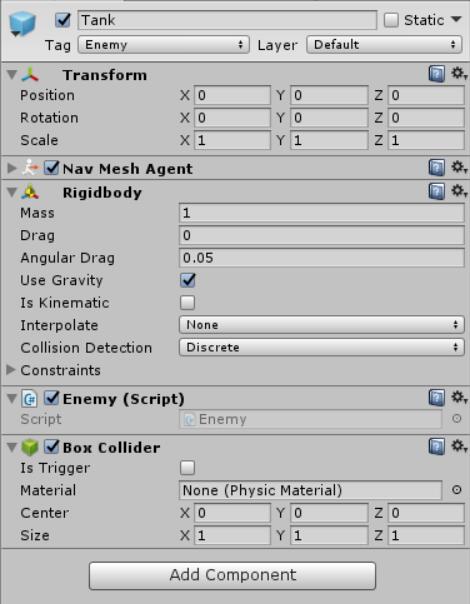 Tank Static
Tag Enemy Layer Default
Transform
Position X 0 Y 0 Z 0
Rotation X 0 Y 0 Z 0
Scale X 1 Y 1 Z 1
Nav Mesh Agent
Rigidbody
Mass 1
Drag 0
Angular Drag 0.05
Use Gravity
Is Kinematic
Interpolate None
Collision Detection Discrete
Constraints
C# Enemy (Script)
Script Enemy
Box Collider
Is Trigger
Material None (Physic Material)
Center X 0 Y 0 Z 0
Size X 1 Y 1 Z 1
Add Component